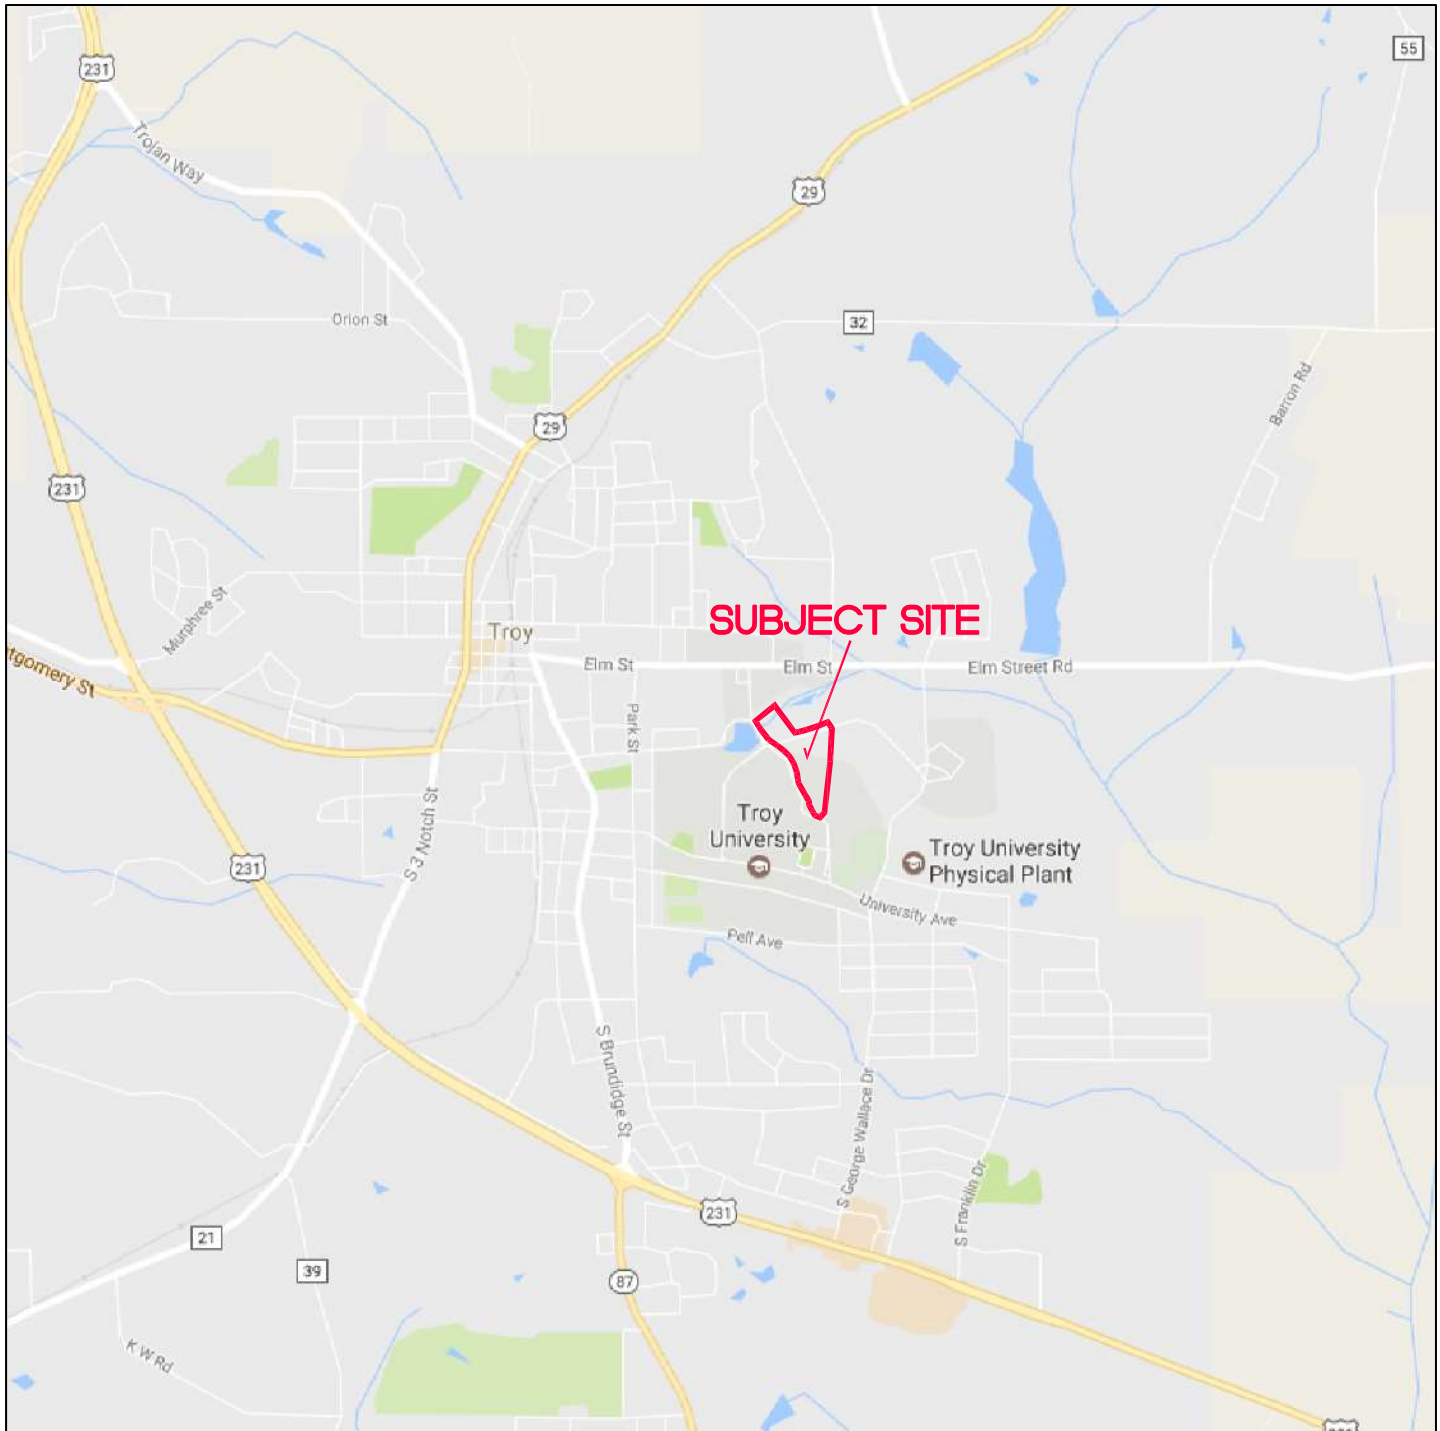 231
55
Trojan Way
29
Orion St
32
Barron Rd
29
231
Murphree St
SUBJECT SITE
Troy
Elm St
Elm St
Elm Street Rd
tgomery St
Park St
S 3 Notch St
Troy
University
Troy University
Physical Plant
231
University Ave
Pell Ave
S Brundidge St
S George Wallace Dr
S Franklin Dr
231
21
39
87
K W Rd